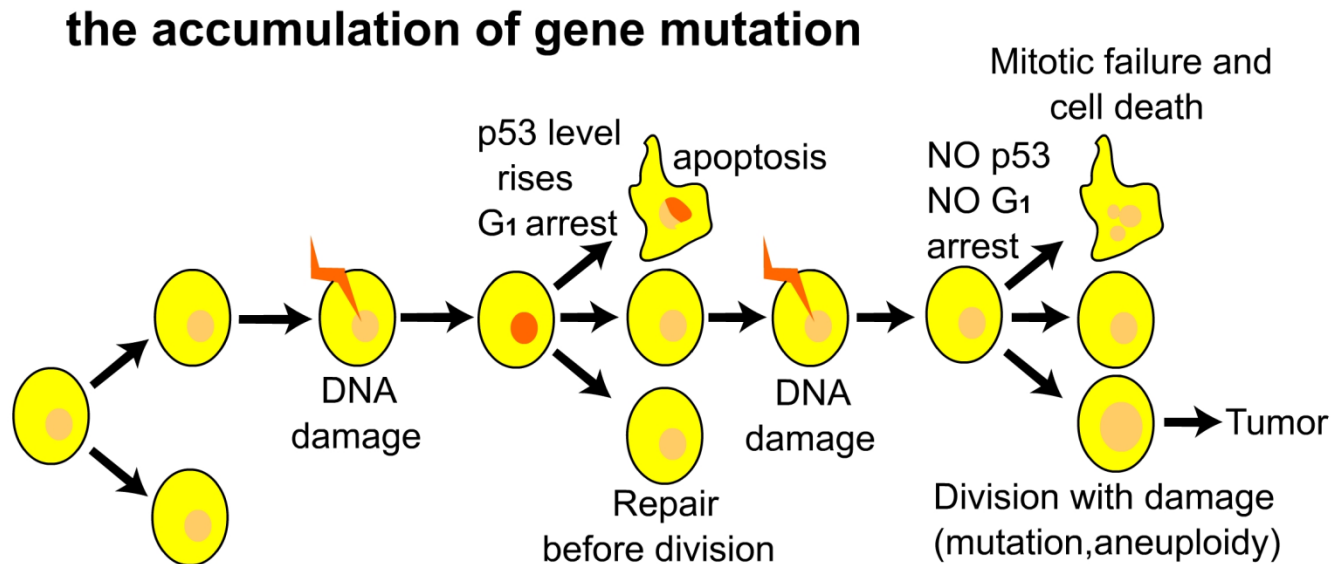 the accumulation of gene mutation
p53 level
rises
G₁ arrest
apoptosis
Mitotic failure and
cell death
NO p53
NO G₁
arrest
DNA
damage
Repair
before division
DNA
damage
Tumor
Division with damage
(mutation,aneuploidy)